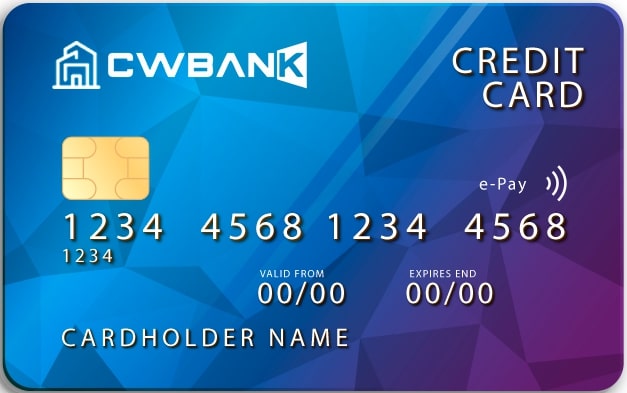 CWBANK
CREDIT
CARD
e-Pay
1234 4568 1234 4568
1234
VALID FROM EXPIRES END
00/00 00/00
CARDHOLDER NAME